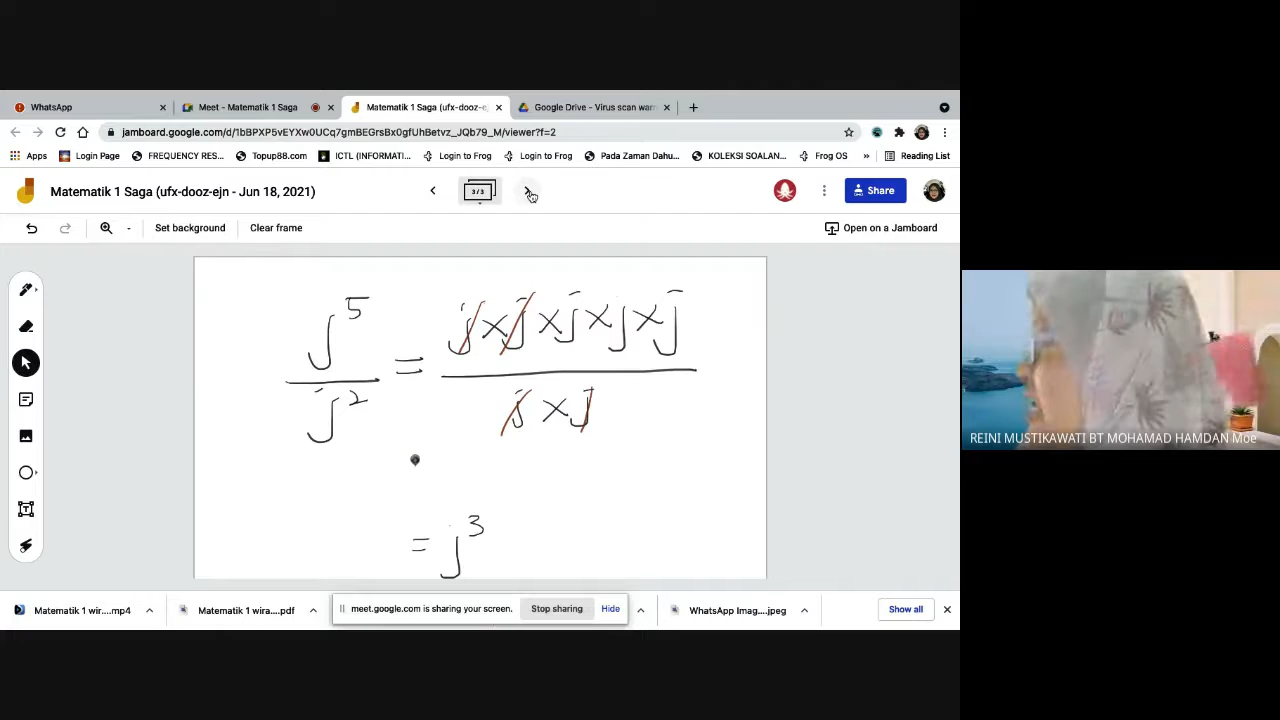 WhatsApp
Meet - Matematik 1 Saga
Matematik 1 Saga (ufx-dooz-e
Google Drive - Virus scan warn
jamboard.google.com/d/1bBPXP5vEYXw0UCq7gmBEGrsBx0gfUhBetvz_JQb79_M/viewer?f=2
Apps Login Page FREQUENCY RES... Topup88.com ICTL (INFORMATI... Login to Frog Login to Frog Pada Zaman Dahu... KOLEKSI SOALAN... Frog OS » Reading List
Matematik 1 Saga (ufx-dooz-ejn - Jun 18, 2021)
3/3
Share
Set background Clear frame Open on a Jamboard
j^5 / j^2 = j × j × j × j × j / j × j
= j^3
REINI MUSTIKAWATI BT MOHAMAD HAMDAN Moe
Matematik 1 wir....mp4 Matematik 1 wira....pdf meet.google.com is sharing your screen. Stop sharing Hide WhatsApp Imag....jpeg Show all